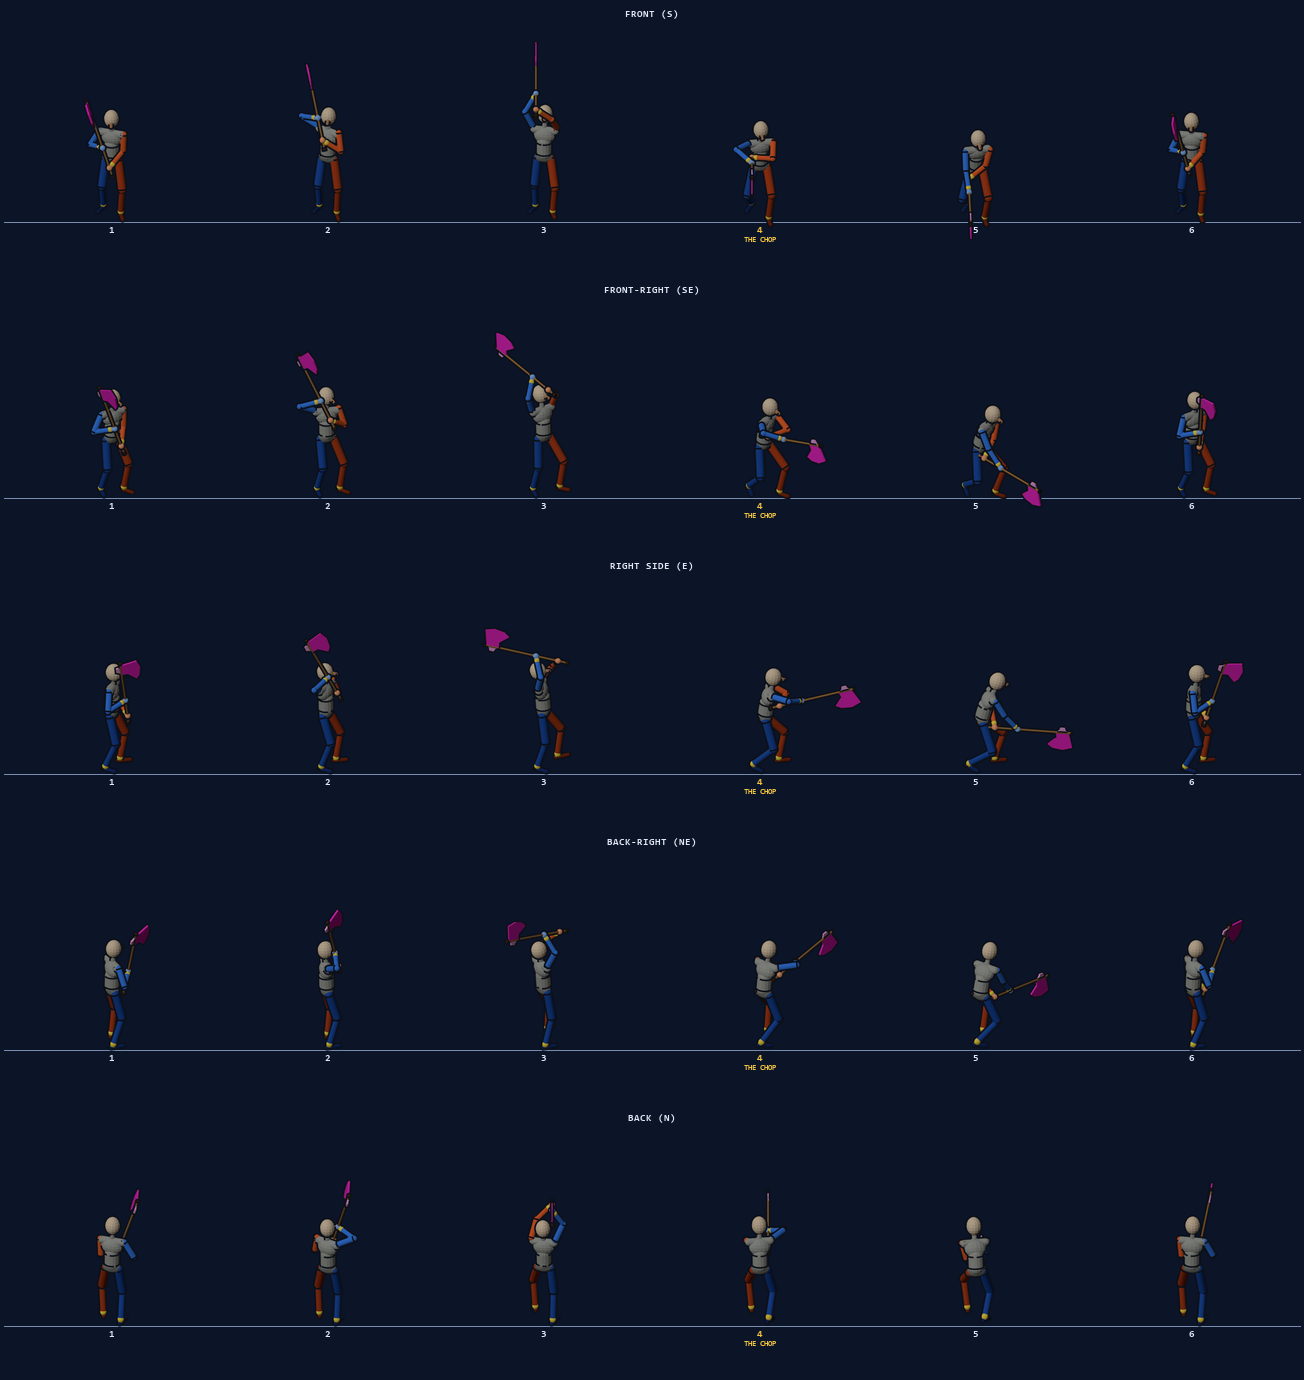 FRONT (S)
1 2 3 4 5 6
THE CHOP
FRONT-RIGHT (SE)
1 2 3 4 5 6
THE CHOP
RIGHT SIDE (E)
1 2 3 4 5 6
THE CHOP
BACK-RIGHT (NE)
1 2 3 4 5 6
THE CHOP
BACK (N)
1 2 3 4 5 6
THE CHOP